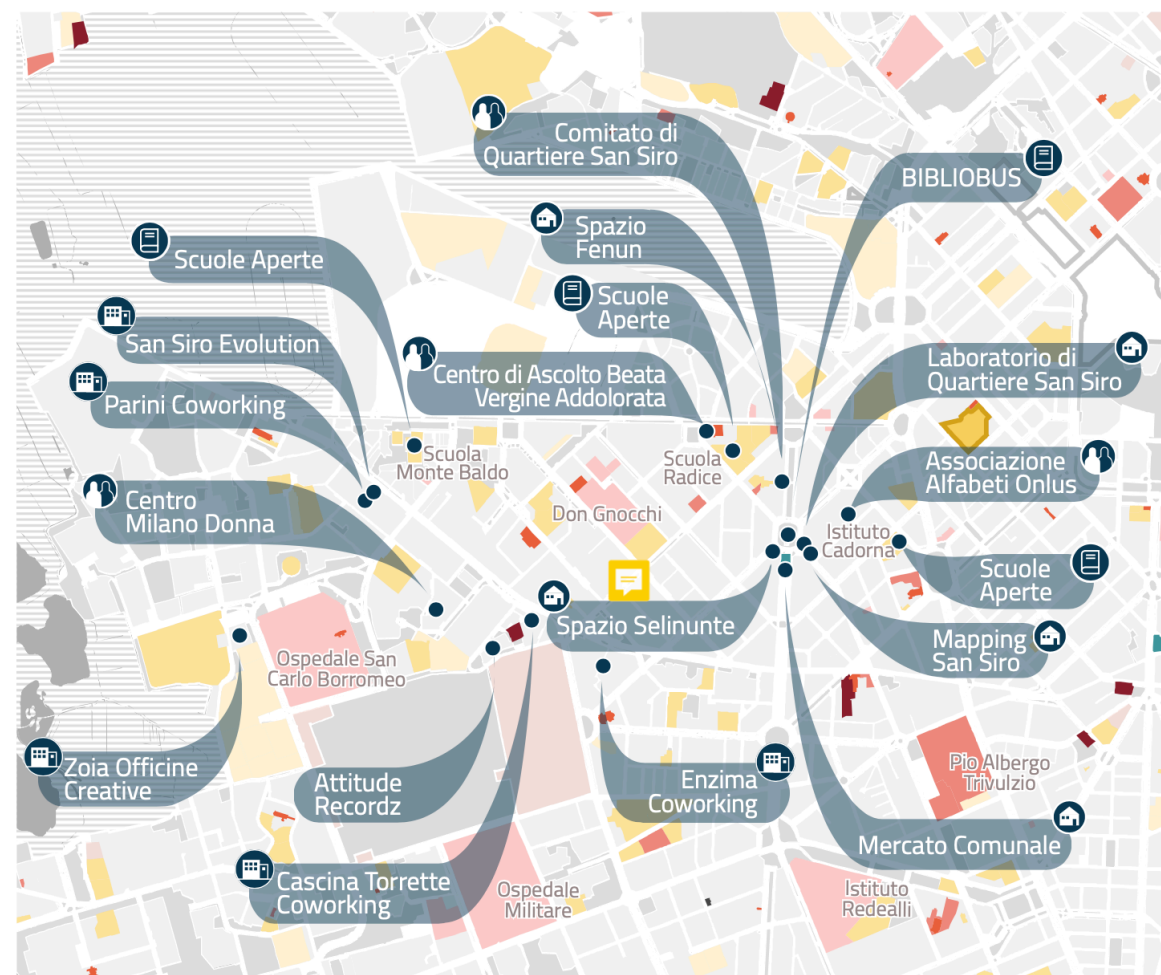 Comitato di
Quartiere San Siro
BIBLIOBUS
Spazio
Fenun
Scuole Aperte
Scuole
Aperte
San Siro Evolution
Centro di Ascolto Beata
Vergine Addolorata
Laboratorio di
Quartiere San Siro
Parini Coworking
Scuola
Monte Baldo
Scuola
Radice
Associazione
Alfabeti Onlus
Centro
Milano Donna
Don Gnocchi
Istituto
Cadorna
Scuole
Aperte
Spazio Selinunte
Mapping
San Siro
Ospedale San
Carlo Borromeo
Zoia Officine
Creative
Attitude
Recordz
Enzima
Coworking
Pio Albergo
Trivulzio
Mercato Comunale
Cascina Torrette
Coworking
Ospedale
Militare
Istituto
Redealli